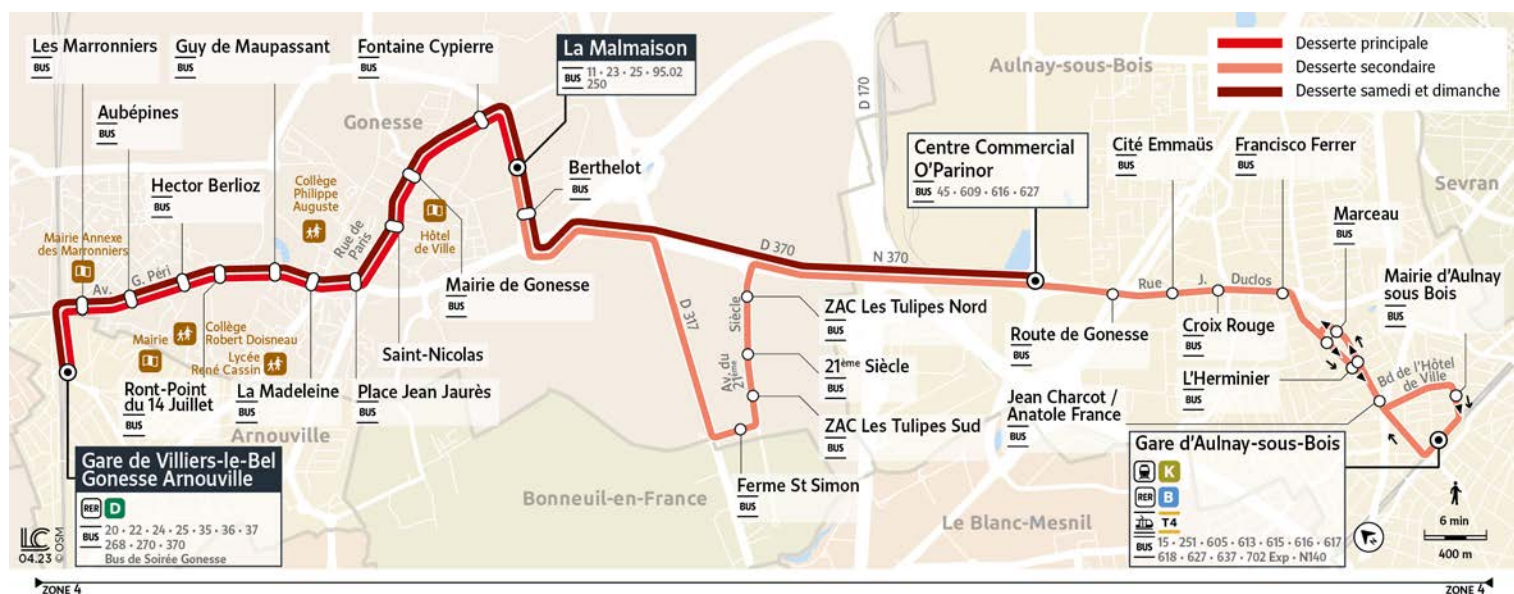 Les Marronniers
BUS
Aubépines
BUS
Guy de Maupassant
BUS
Hector Berlioz
BUS
Fontaine Cypierre
BUS
La Malmaison
BUS 11 • 23 • 25 • 95.02
250
Gonesse
Berthelot
BUS
Collège
Philippe
Auguste
Hôtel
de Ville
Rue de
Paris
Mairie Annexe
des Marronniers
Av.
G. Péri
Mairie
Collège
Robert Doisneau
Lycée
René Cassin
Ront-Point
du 14 Juillet
BUS
La Madeleine
BUS
Place Jean Jaurès
BUS
Saint-Nicolas
Mairie de Gonesse
BUS
Arnouville
Gare de Villiers-le-Bel
Gonesse Arnouville
RER D
BUS 20 • 22 • 24 • 25 • 35 • 36 • 37
268 • 270 • 370
Bus de Soirée Gonesse
LC
04.23 © OSM
Bonneuil-en-France
D 317
Av. du
21ème
Siècle
Ferme St Simon
BUS
ZAC Les Tulipes Nord
BUS
21ème Siècle
BUS
ZAC Les Tulipes Sud
BUS
D 370
N 370
D 170
Aulnay-sous-Bois
Desserte principale
Desserte secondaire
Desserte samedi et dimanche
Centre Commercial
O'Parinor
BUS 45 • 609 • 616 • 627
Cité Emmaüs
BUS
Francisco Ferrer
BUS
Sevran
Marceau
BUS
Mairie d'Aulnay
sous Bois
BUS
Rue
J.
Duclos
Route de Gonesse
BUS
Croix Rouge
BUS
L'Herminier
BUS
Bd de l'Hôtel
de Ville
Jean Charcot /
Anatole France
BUS
Le Blanc-Mesnil
Gare d'Aulnay-sous-Bois
K
RER B
T4
BUS 15 • 251 • 605 • 613 • 615 • 616 • 617
618 • 627 • 637 • 702 Exp • N140
6 min
400 m
ZONE 4
ZONE 4